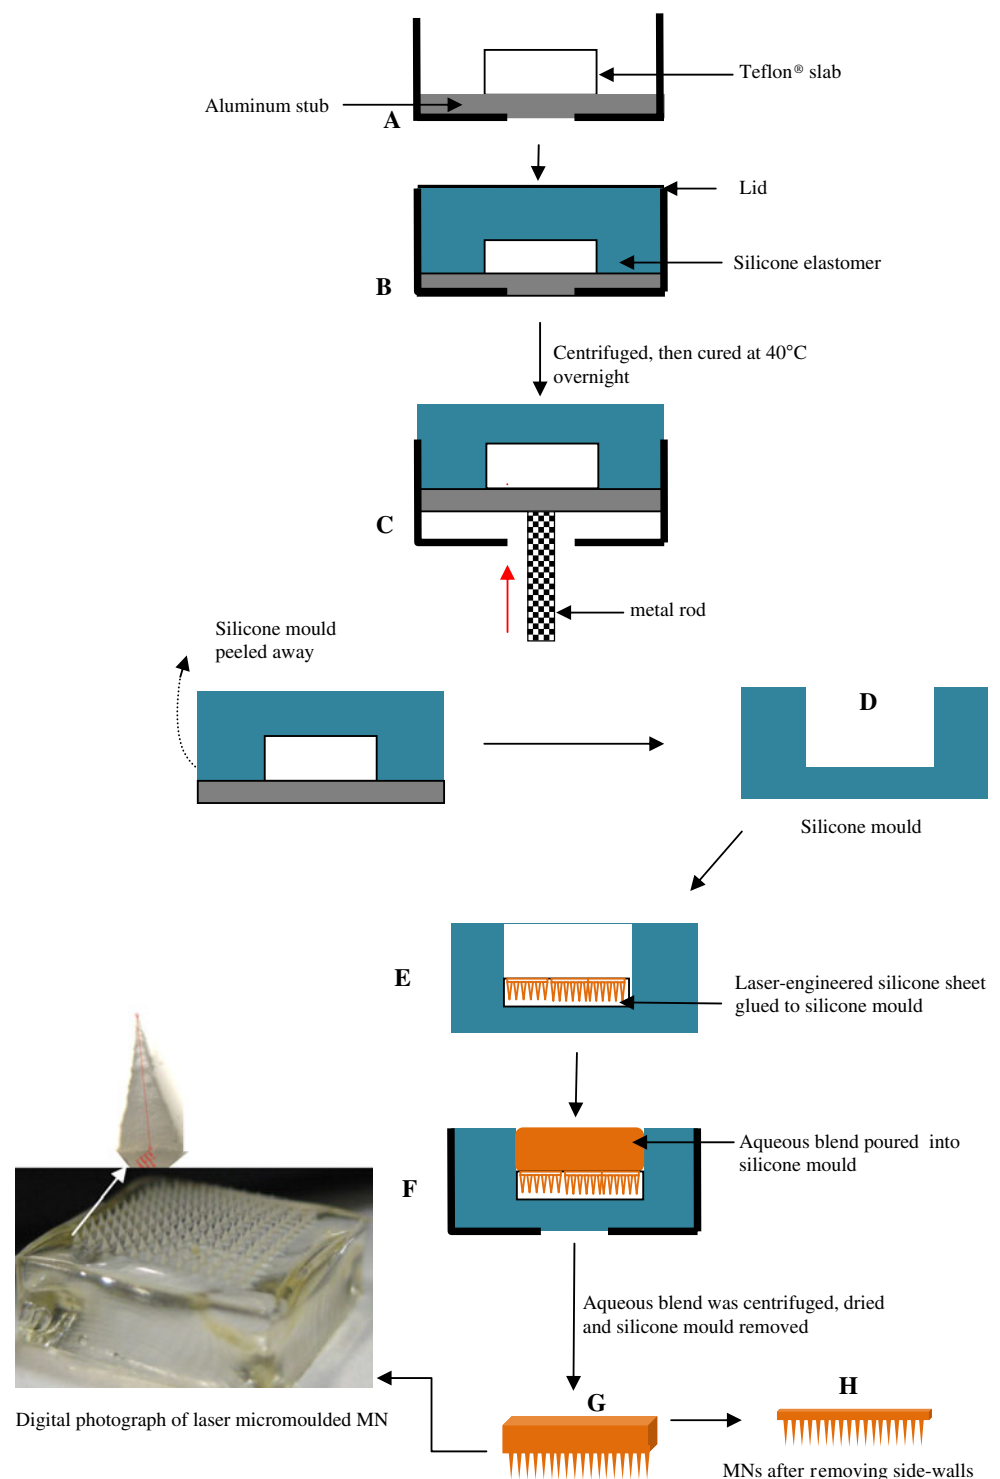 Teflon® slab
Aluminum stub
A
Lid
Silicone elastomer
B
Centrifuged, then cured at 40°C
overnight
C
metal rod
Silicone mould
peeled away
D
Silicone mould
E
Laser-engineered silicone sheet
glued to silicone mould
Aqueous blend poured into
silicone mould
F
Aqueous blend was centrifuged, dried
and silicone mould removed
G
H
Digital photograph of laser micromoulded MN
MNs after removing side-walls